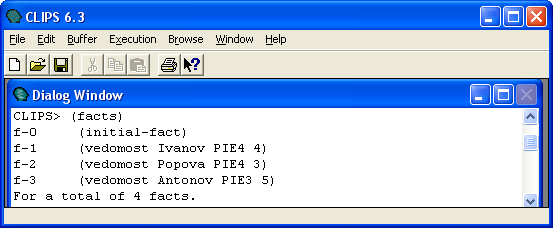 CLIPS 6.3
File Edit Buffer Execution Browse Window Help
Dialog Window
CLIPS> (facts)
f-0 (initial-fact)
f-1 (vedomost Ivanov PIE4 4)
f-2 (vedomost Popova PIE4 3)
f-3 (vedomost Antonov PIE3 5)
For a total of 4 facts.